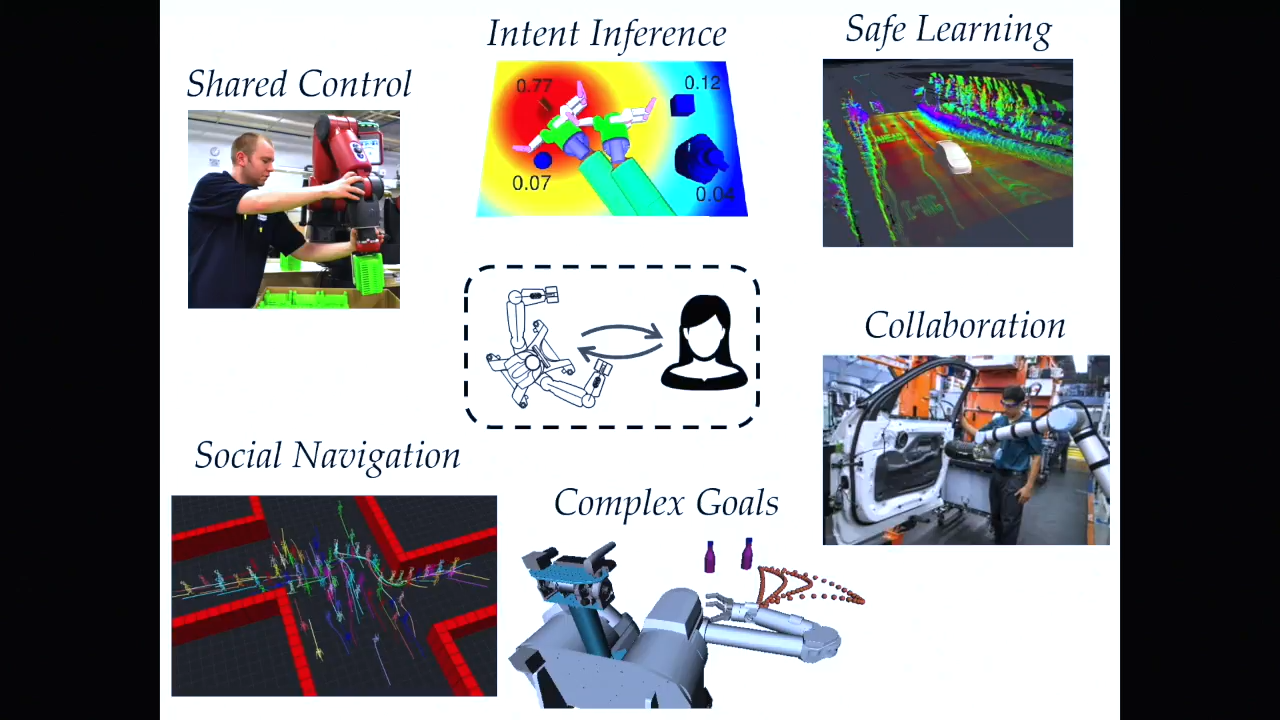 Intent Inference
Safe Learning
Shared Control
0.77
0.12
0.07
0.04
Collaboration
Social Navigation
Complex Goals